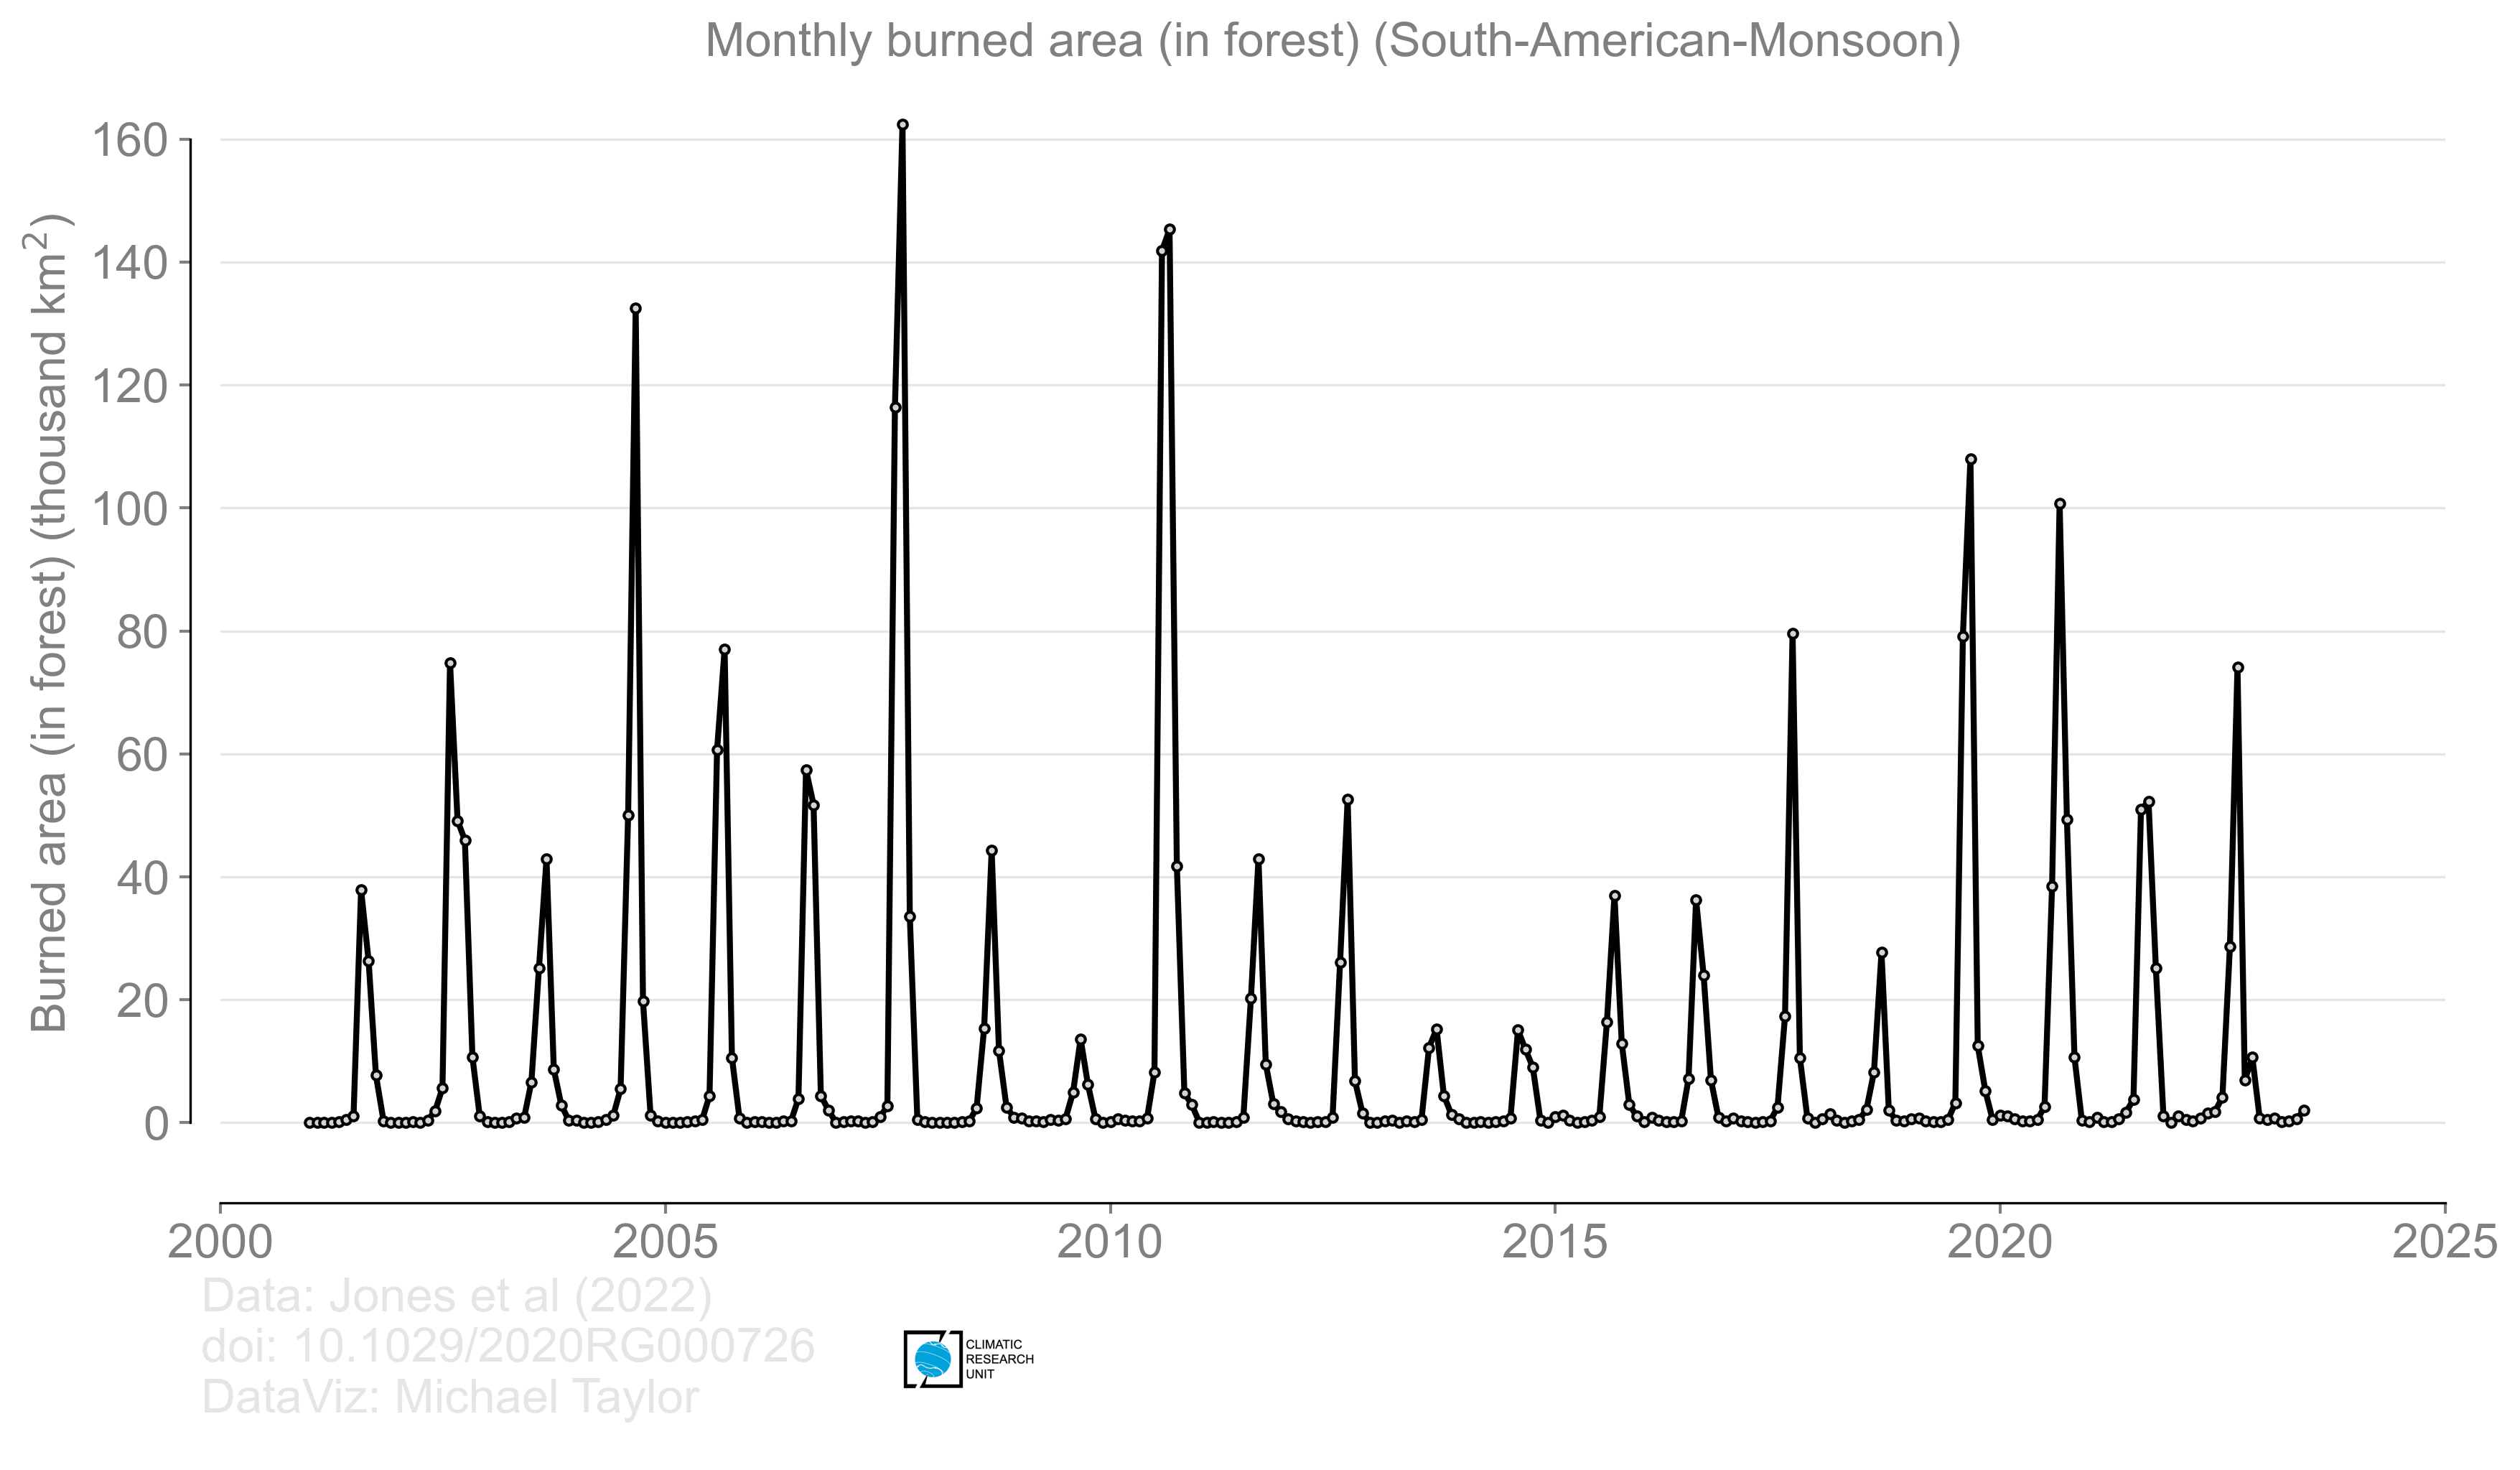 Monthly burned area (in forest) (South-American-Monsoon)
Burned area (in forest) (thousand km²)
160
140
120
100
80
60
40
20
0
2000 2005 2010 2015 2020 2025
Data: Jones et al (2022)
doi: 10.1029/2020RG000726
DataViz: Michael Taylor
CLIMATIC
RESEARCH
UNIT